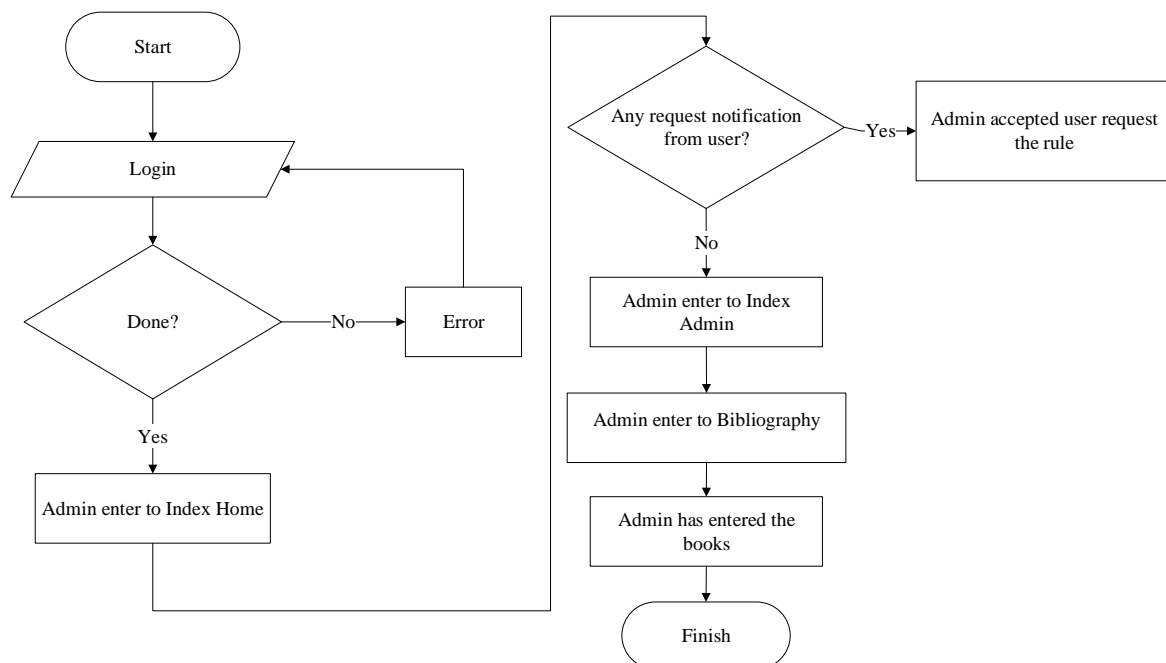 Start
Login
Done?
No
Error
Yes
Admin enter to Index Home
Any request notification
from user?
Yes
Admin accepted user request
the rule
No
Admin enter to Index
Admin
Admin enter to Bibliography
Admin has entered the
books
Finish